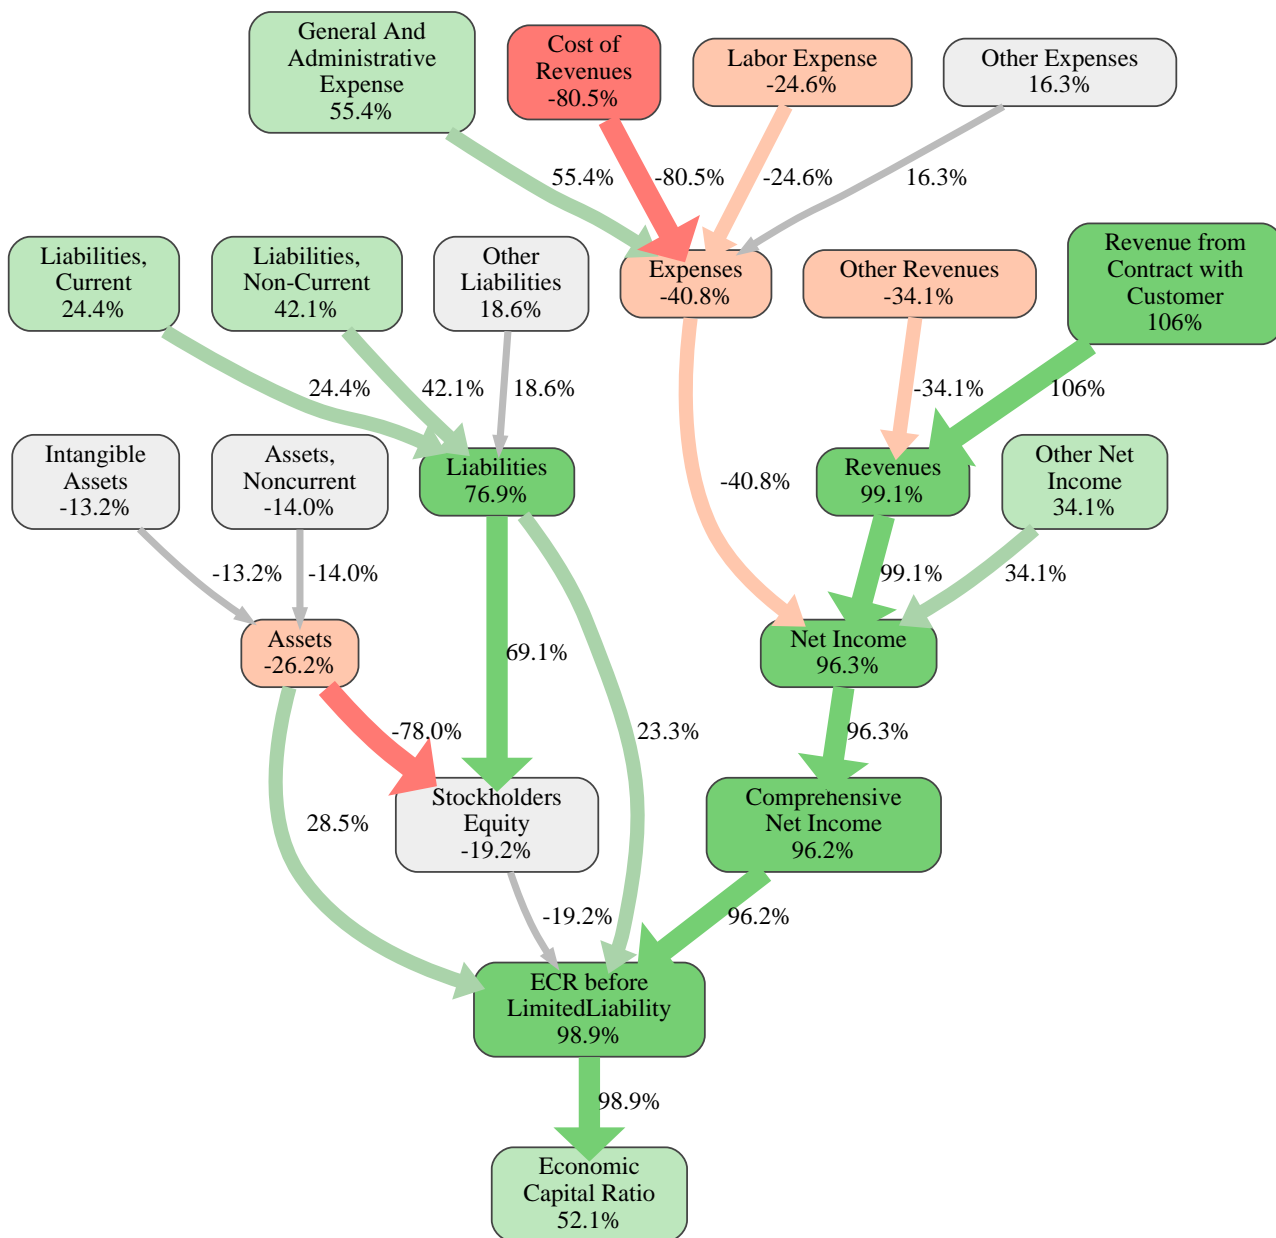 General And
Administrative
Expense
55.4%
Cost of
Revenues
-80.5%
Labor Expense
-24.6%
Other Expenses
16.3%
55.4%
-80.5%
-24.6%
16.3%
Liabilities,
Current
24.4%
Liabilities,
Non-Current
42.1%
Other
Liabilities
18.6%
Expenses
-40.8%
Other Revenues
-34.1%
Revenue from
Contract with
Customer
106%
24.4%
42.1%
18.6%
-34.1%
106%
Intangible
Assets
-13.2%
Assets,
Noncurrent
-14.0%
Liabilities
76.9%
-40.8%
Revenues
99.1%
Other Net
Income
34.1%
-13.2%
-14.0%
99.1%
34.1%
Assets
-26.2%
69.1%
Net Income
96.3%
-78.0%
23.3%
96.3%
28.5%
Stockholders
Equity
-19.2%
Comprehensive
Net Income
96.2%
-19.2%
96.2%
ECR before
LimitedLiability
98.9%
98.9%
Economic
Capital Ratio
52.1%